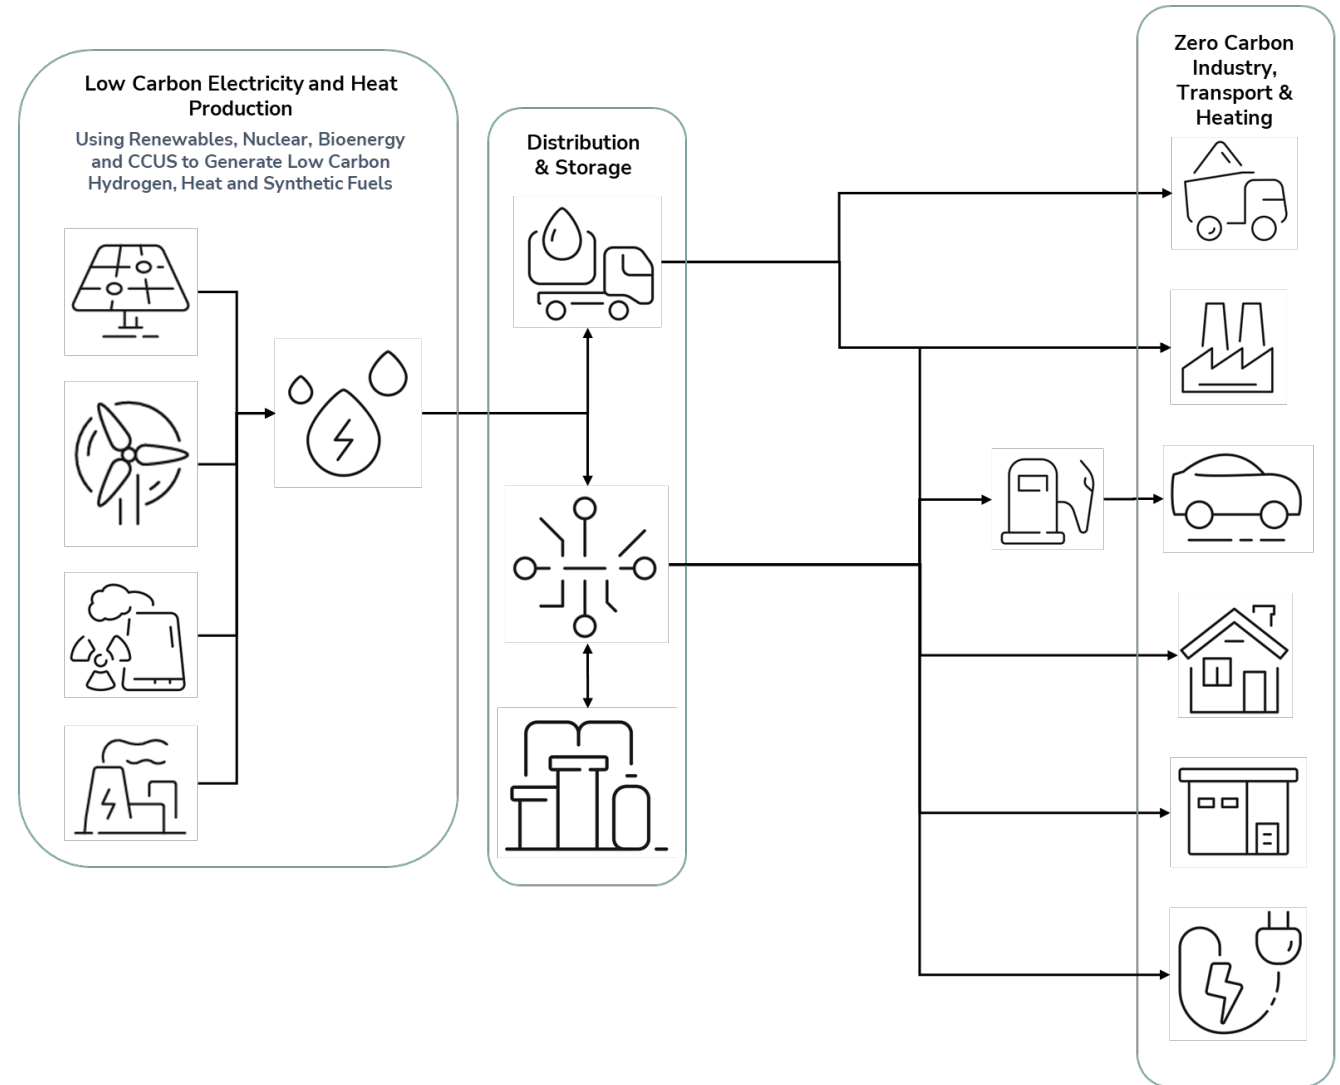 Low Carbon Electricity and Heat
Production
Using Renewables, Nuclear, Bioenergy
and CCUS to Generate Low Carbon
Hydrogen, Heat and Synthetic Fuels
Distribution
& Storage
Zero Carbon
Industry,
Transport &
Heating